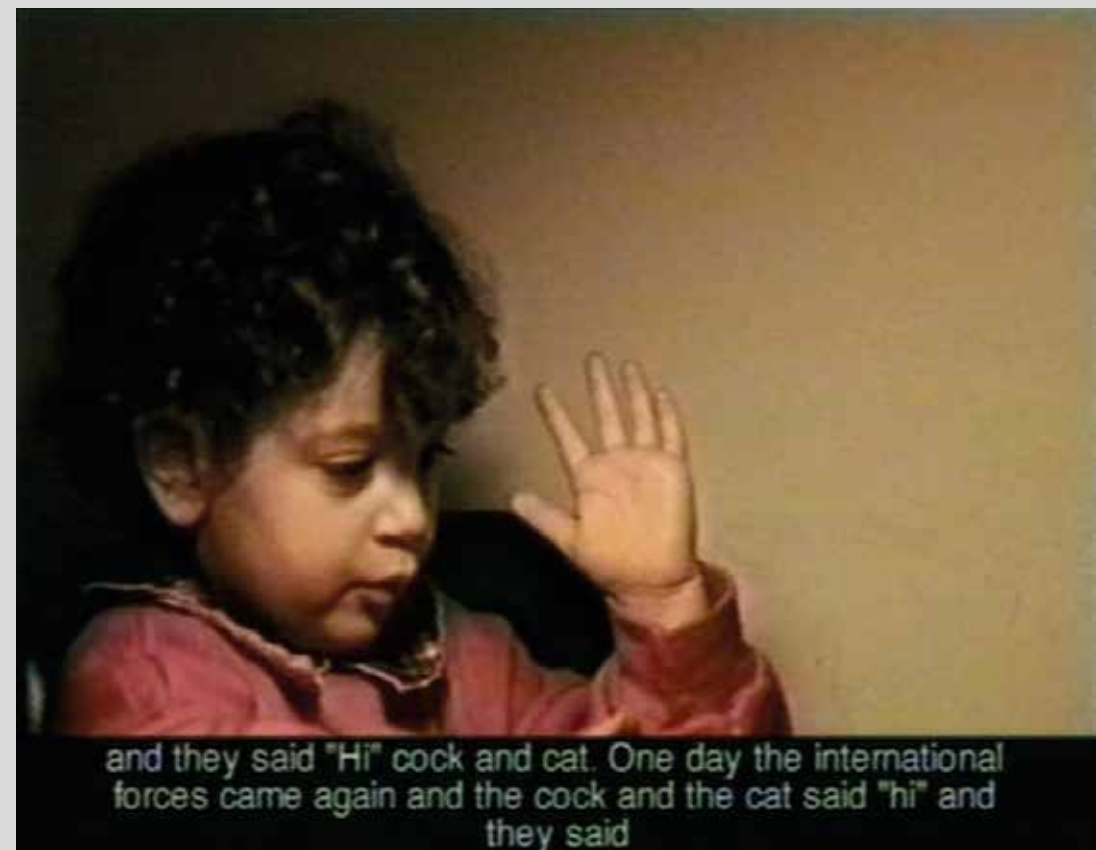 and they said "Hi" cock and cat. One day the international
forces came again and the cock and the cat said "hi" and
they said